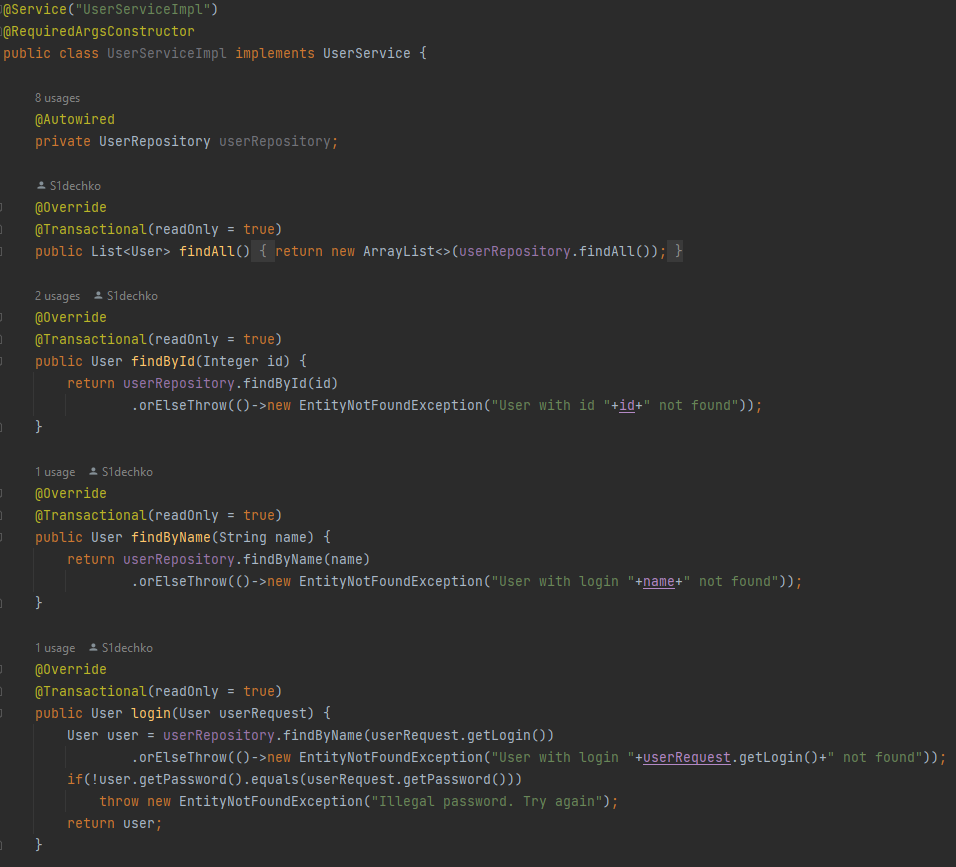 @Service("UserServiceImpl")
@RequiredArgsConstructor
public class UserServiceImpl implements UserService {
8 usages
@Autowired
private UserRepository userRepository;
S1dechko
@Override
@Transactional(readOnly = true)
public List<User> findAll() { return new ArrayList<>(userRepository.findAll()); }
2 usages S1dechko
@Override
@Transactional(readOnly = true)
public User findById(Integer id) {
return userRepository.findById(id)
.orElseThrow(()->new EntityNotFoundException("User with id "+id+" not found"));
}
1 usage S1dechko
@Override
@Transactional(readOnly = true)
public User findByName(String name) {
return userRepository.findByName(name)
.orElseThrow(()->new EntityNotFoundException("User with login "+name+" not found"));
}
1 usage S1dechko
@Override
@Transactional(readOnly = true)
public User login(User userRequest) {
User user = userRepository.findByName(userRequest.getLogin())
.orElseThrow(()->new EntityNotFoundException("User with login "+userRequest.getLogin()+" not found"));
if(!user.getPassword().equals(userRequest.getPassword()))
throw new EntityNotFoundException("Illegal password. Try again");
return user;
}